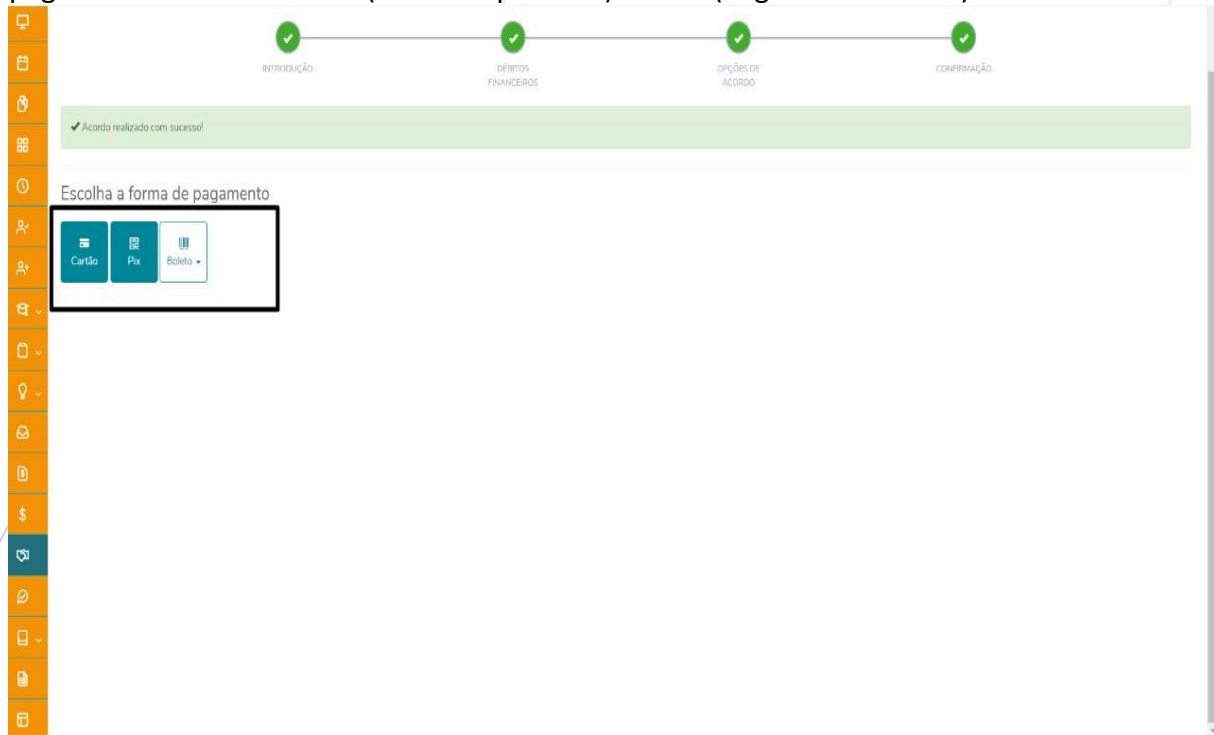 INTRODUÇÃO
DÉBITOS
FINANCEIROS
OPÇÕES DE
ACORDO
CONFIRMAÇÃO
✔ Acordo realizado com sucesso!
Escolha a forma de pagamento
Cartão Pix Boleto